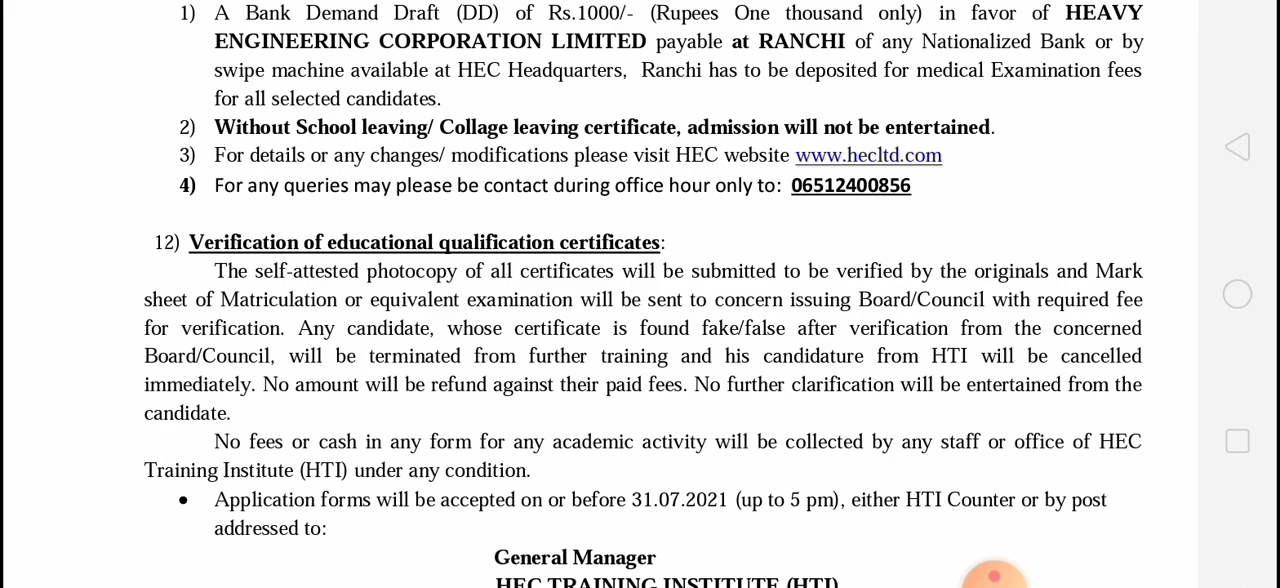 1) A Bank Demand Draft (DD) of Rs.1000/- (Rupees One thousand only) in favor of HEAVY
ENGINEERING CORPORATION LIMITED payable at RANCHI of any Nationalized Bank or by
swipe machine available at HEC Headquarters, Ranchi has to be deposited for medical Examination fees
for all selected candidates.
2) Without School leaving/ Collage leaving certificate, admission will not be entertained.
3) For details or any changes/ modifications please visit HEC website www.hecltd.com
4) For any queries may please be contact during office hour only to: 06512400856
12) Verification of educational qualification certificates:
The self-attested photocopy of all certificates will be submitted to be verified by the originals and Mark
sheet of Matriculation or equivalent examination will be sent to concern issuing Board/Council with required fee
for verification. Any candidate, whose certificate is found fake/false after verification from the concerned
Board/Council, will be terminated from further training and his candidature from HTI will be cancelled
immediately. No amount will be refund against their paid fees. No further clarification will be entertained from the
candidate.
No fees or cash in any form for any academic activity will be collected by any staff or office of HEC
Training Institute (HTI) under any condition.
• Application forms will be accepted on or before 31.07.2021 (up to 5 pm), either HTI Counter or by post
addressed to:
General Manager
HEC TRAINING INSTITUTE (HTI)